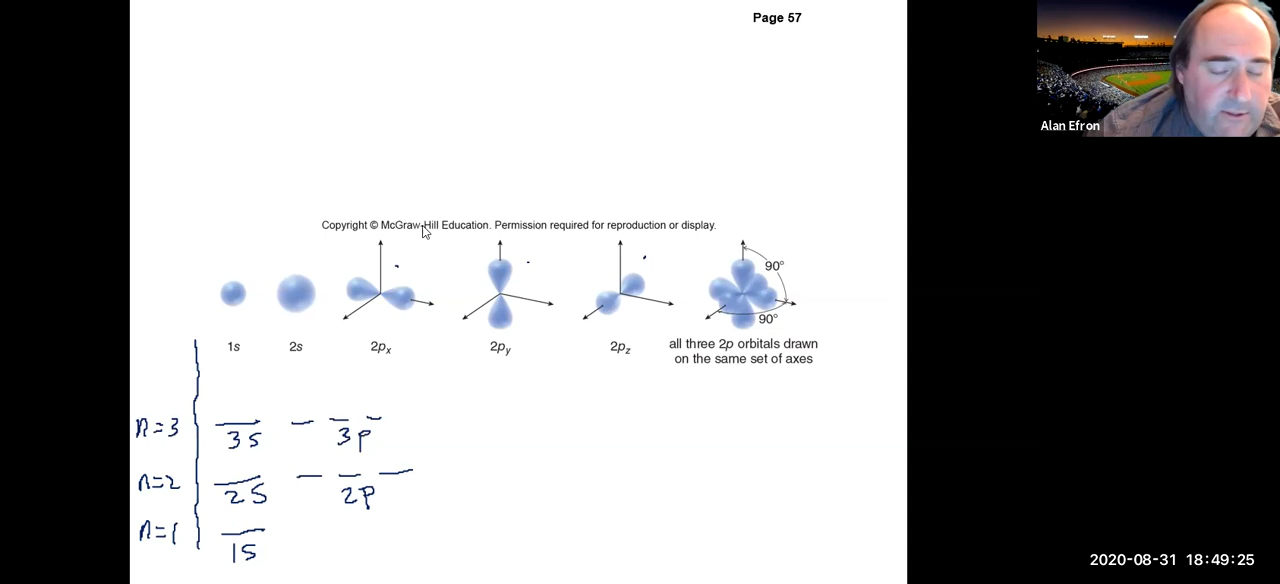 Page 57
Alan Efron
Copyright © McGraw-Hill Education. Permission required for reproduction or display.
90°
90°
1s 2s 2px 2py 2pz all three 2p orbitals drawn
on the same set of axes
n=3 3s 3p
n=2 2s 2p
n=1 1s
2020-08-31 18:49:25